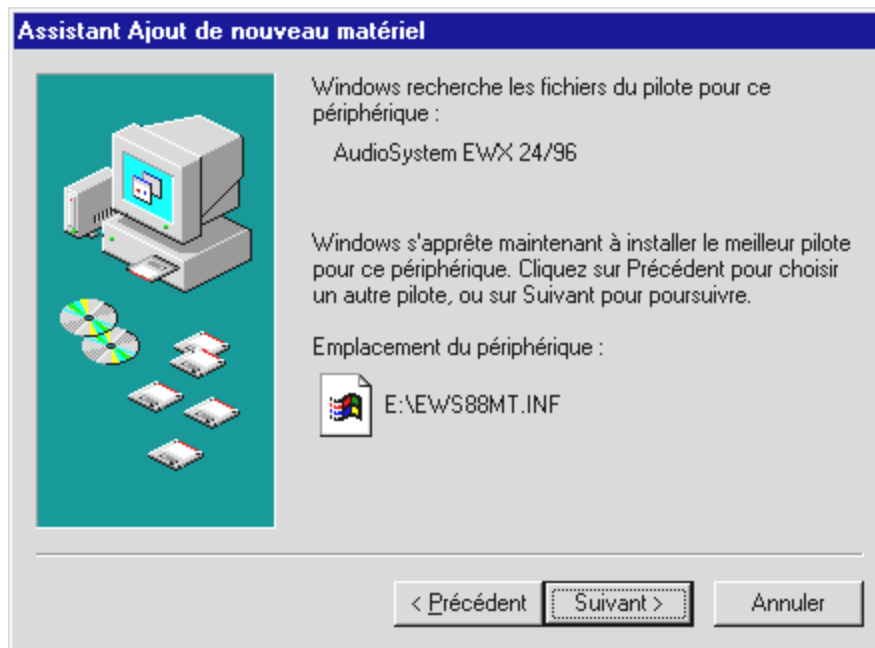 Assistant Ajout de nouveau matériel
Windows recherche les fichiers du pilote pour ce
périphérique :
AudioSystem EWX 24/96
Windows s'apprête maintenant à installer le meilleur pilote
pour ce périphérique. Cliquez sur Précédent pour choisir
un autre pilote, ou sur Suivant pour poursuivre.
Emplacement du périphérique :
E:\EWS88MT.INF
< Précédent
Suivant >
Annuler